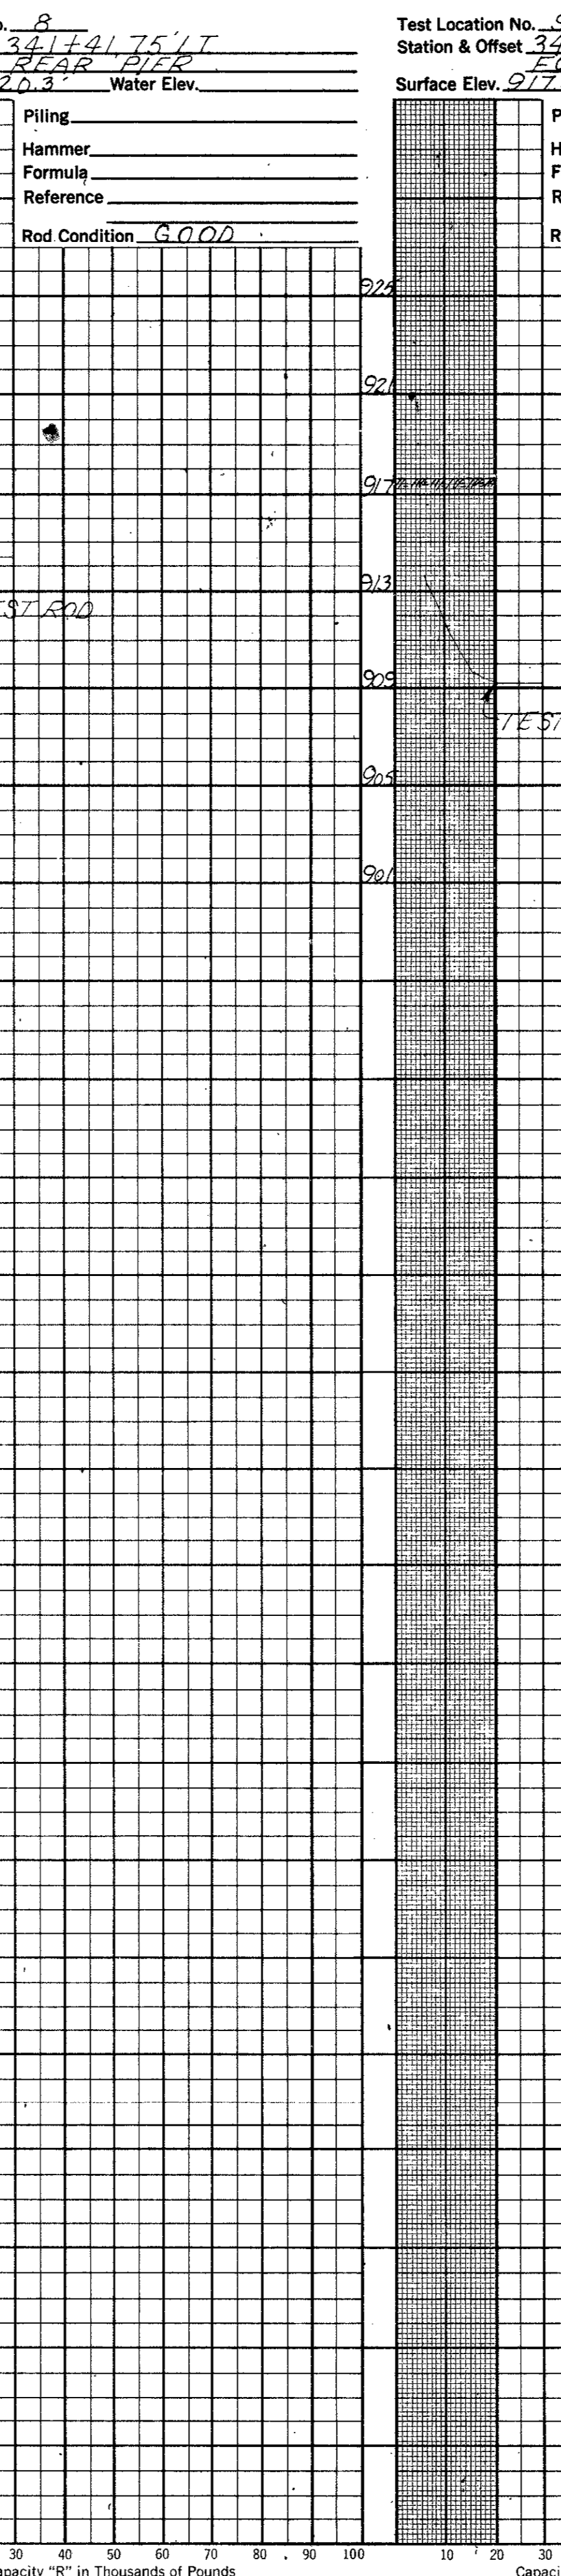 8
341+41, 75' LT
REAR PIER
20.3' Water Elev.
Piling
Hammer
Formula
Reference
Rod Condition GOOD
EST ROD
30 40 50 60 70 80 90 100
apacity "R" in Thousands of Pounds
Test Location No.
Station & Offset 34
Surface Elev. 917.
925
921
917
913
909
TEST
905
901
10 20 30
Capaci